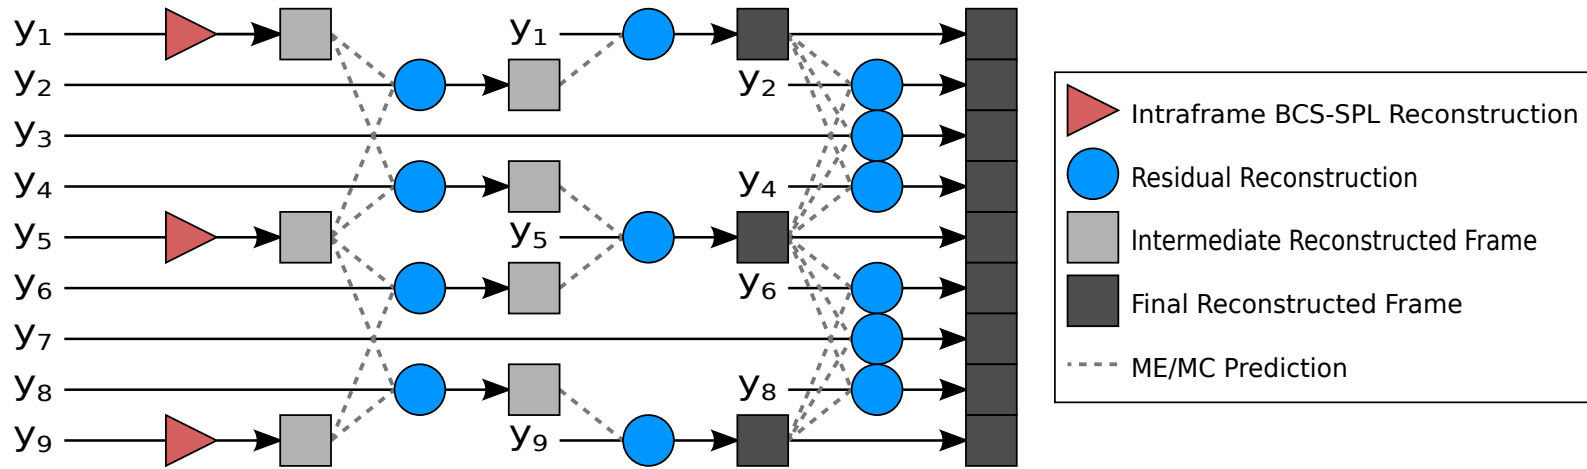 y₁
y₂
y₃
y₄
y₅
y₆
y₇
y₈
y₉
y₁
y₅
y₉
y₂
y₄
y₆
y₈
Intraframe BCS-SPL Reconstruction
Residual Reconstruction
Intermediate Reconstructed Frame
Final Reconstructed Frame
ME/MC Prediction